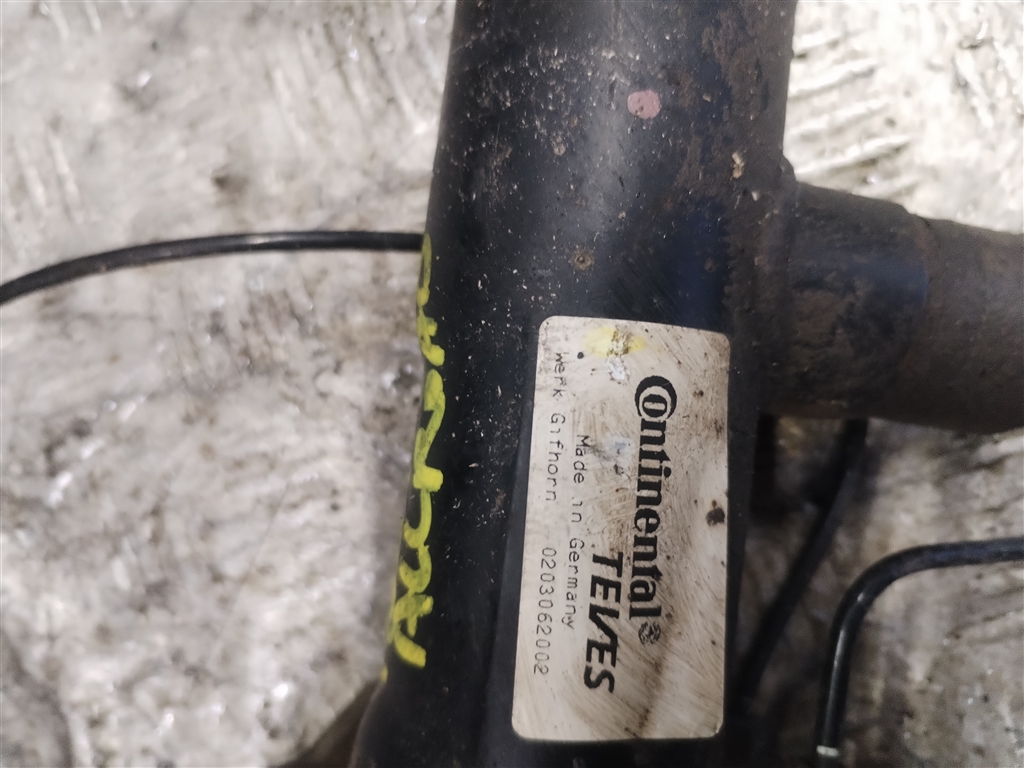 Continental
TEVES
Made in Germany
Werk Gifhorn 0203062002